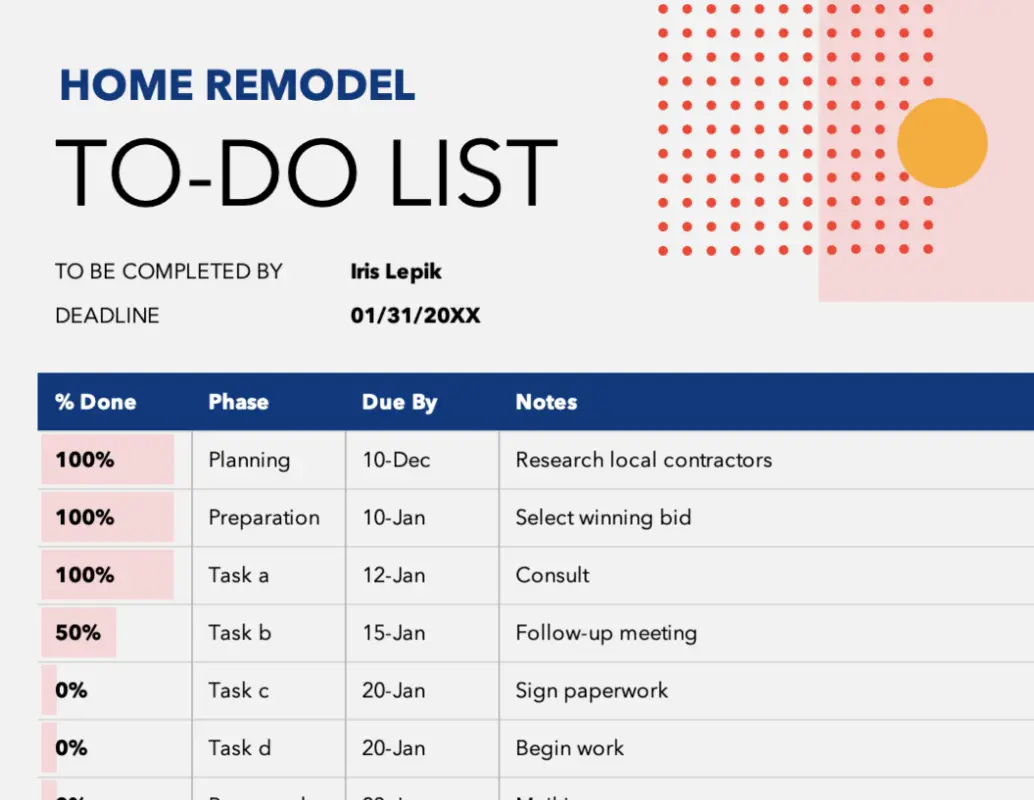 HOME REMODEL
TO-DO LIST
TO BE COMPLETED BY Iris Lepik
DEADLINE 01/31/20XX
% Done Phase Due By Notes
100% Planning 10-Dec Research local contractors
100% Preparation 10-Jan Select winning bid
100% Task a 12-Jan Consult
50% Task b 15-Jan Follow-up meeting
0% Task c 20-Jan Sign paperwork
0% Task d 20-Jan Begin work